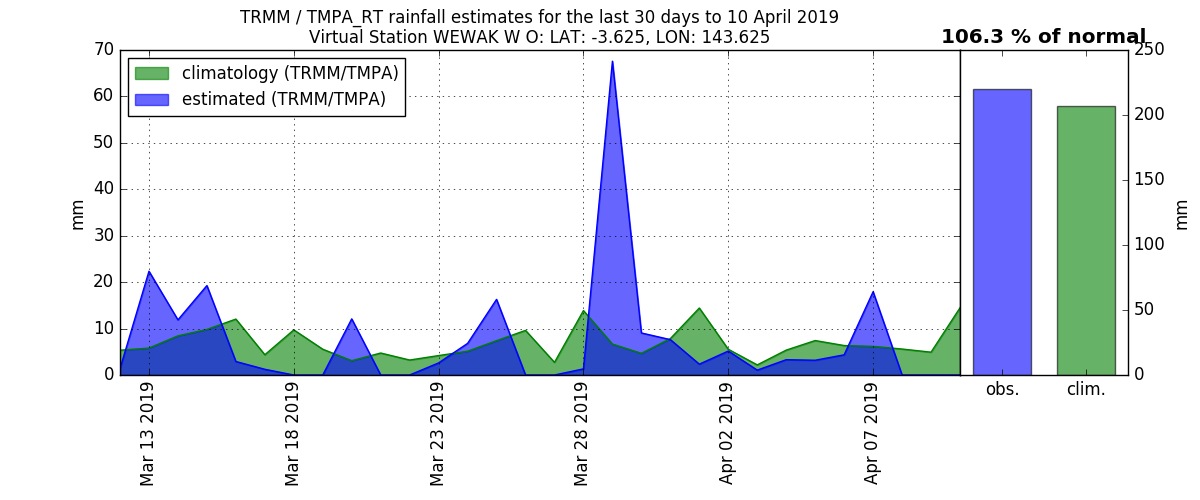 TRMM / TMPA_RT rainfall estimates for the last 30 days to 10 April 2019
Virtual Station WEWAK W O: LAT: -3.625, LON: 143.625
106.3 % of normal
climatology (TRMM/TMPA)
estimated (TRMM/TMPA)
70
60
50
40
30
20
10
0
mm
Mar 13 2019
Mar 18 2019
Mar 23 2019
Mar 28 2019
Apr 02 2019
Apr 07 2019
obs.
clim.
250
200
150
100
50
0
mm